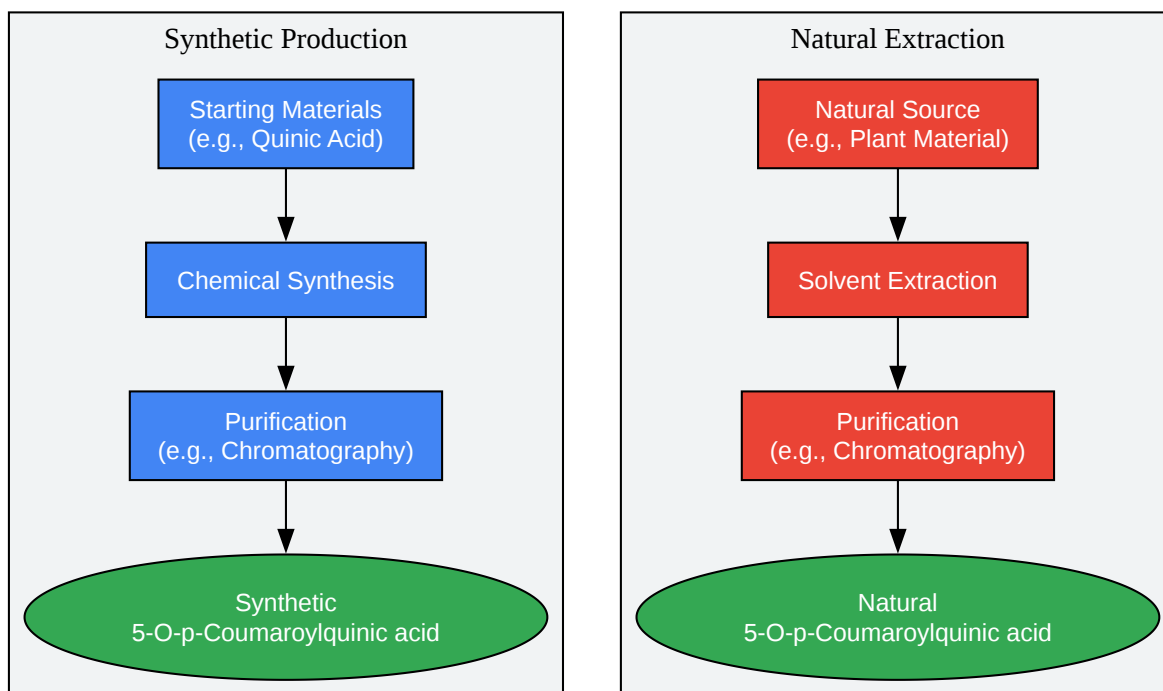 Synthetic Production
Starting Materials
(e.g., Quinic Acid)
Chemical Synthesis
Purification
(e.g., Chromatography)
Synthetic
5-O-p-Coumaroylquinic acid
Natural Extraction
Natural Source
(e.g., Plant Material)
Solvent Extraction
Purification
(e.g., Chromatography)
Natural
5-O-p-Coumaroylquinic acid